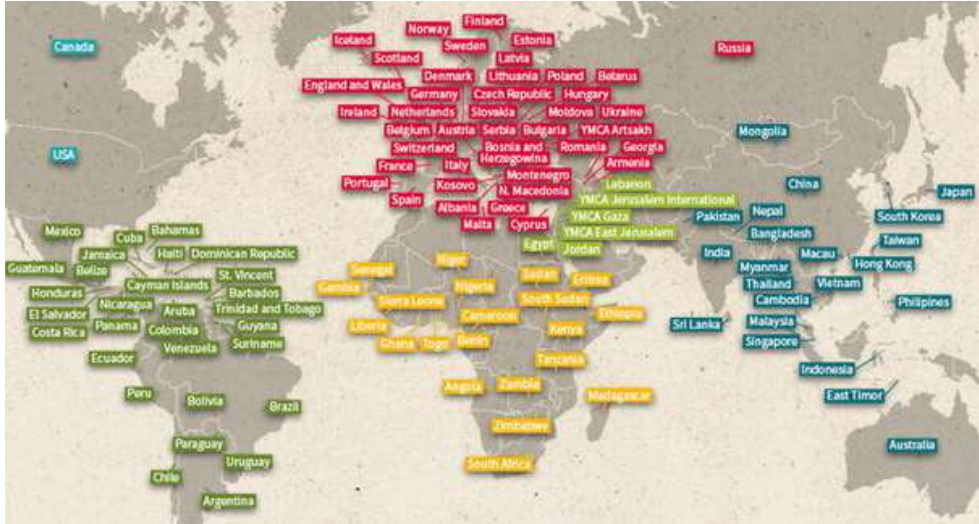 Canada
USA
Mexico
Cuba
Bahamas
Jamaica
Haiti
Dominican Republic
Guatemala
Belize
St. Vincent
Cayman Islands
Honduras
Barbados
Nicaragua
Trinidad and Tobago
El Salvador
Aruba
Costa Rica
Panama
Colombia
Guyana
Venezuela
Suriname
Ecuador
Peru
Bolivia
Brazil
Paraguay
Uruguay
Chile
Argentina
Finland
Norway
Iceland
Sweden
Estonia
Scotland
Latvia
England and Wales
Denmark
Lithuania
Poland
Belarus
Germany
Czech Republic
Hungary
Ireland
Netherlands
Slovakia
Moldova
Ukraine
Belgium
Austria
Serbia
Bulgaria
YMCA Artsakh
Switzerland
Bosnia and
Herzegowina
Romania
Georgia
France
Italy
Armenia
Montenegro
Portugal
Kosovo
N. Macedonia
Spain
Albania
Greece
Malta
Cyprus
Russia
Lebanon
YMCA Jerusalem International
YMCA Gaza
YMCA East Jerusalem
Egypt
Jordan
Senegal
Niger
Sudan
Eritrea
Gambia
Nigeria
Sierra Leone
South Sudan
Ethiopia
Liberia
Cameroon
Kenya
Ghana
Togo
Benin
Tanzania
Angola
Zambia
Madagascar
Zimbabwe
South Africa
Mongolia
China
Japan
Pakistan
Nepal
South Korea
Bangladesh
Taiwan
India
Macau
Hong Kong
Myanmar
Thailand
Vietnam
Cambodia
Philipines
Sri Lanka
Malaysia
Singapore
Indonesia
East Timor
Australia